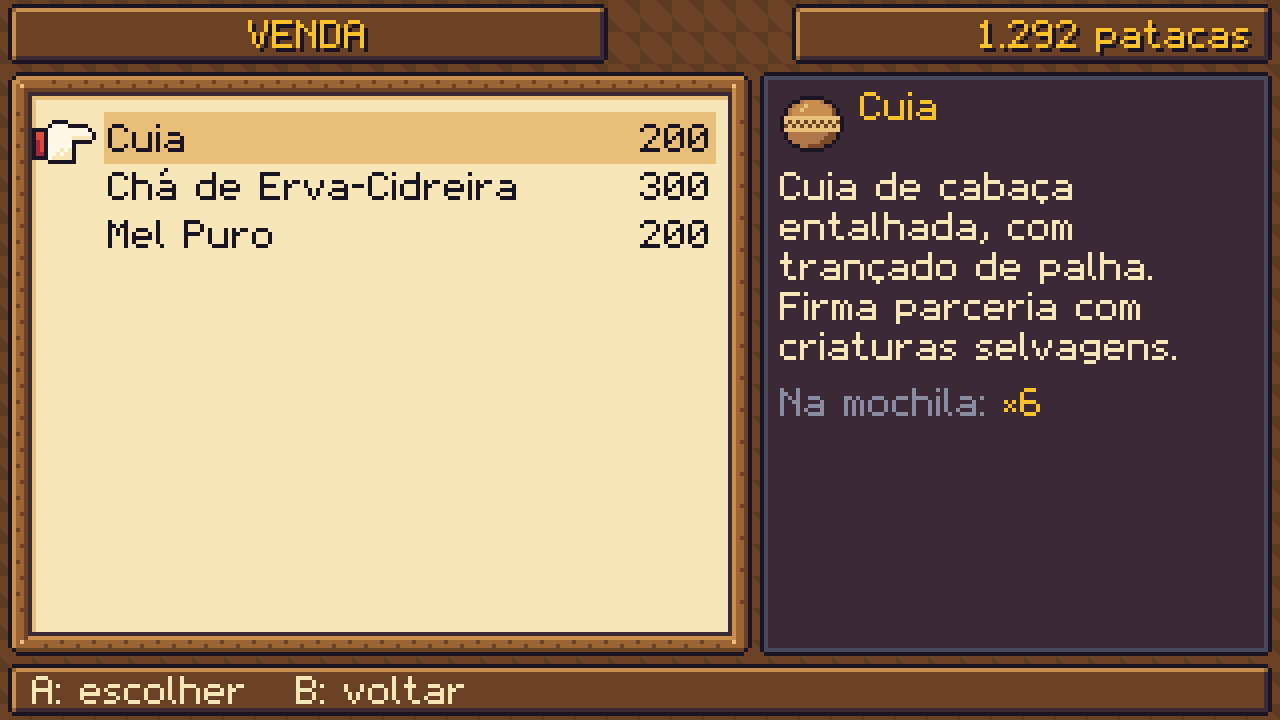 VENDA
1.292 patacas
Cuia 200
Chá de Erva-Cidreira 300
Mel Puro 200
Cuia
Cuia de cabaça
entalhada, com
trançado de palha.
Firma parceria com
criaturas selvagens.
Na mochila: ×6
A: escolher B: voltar